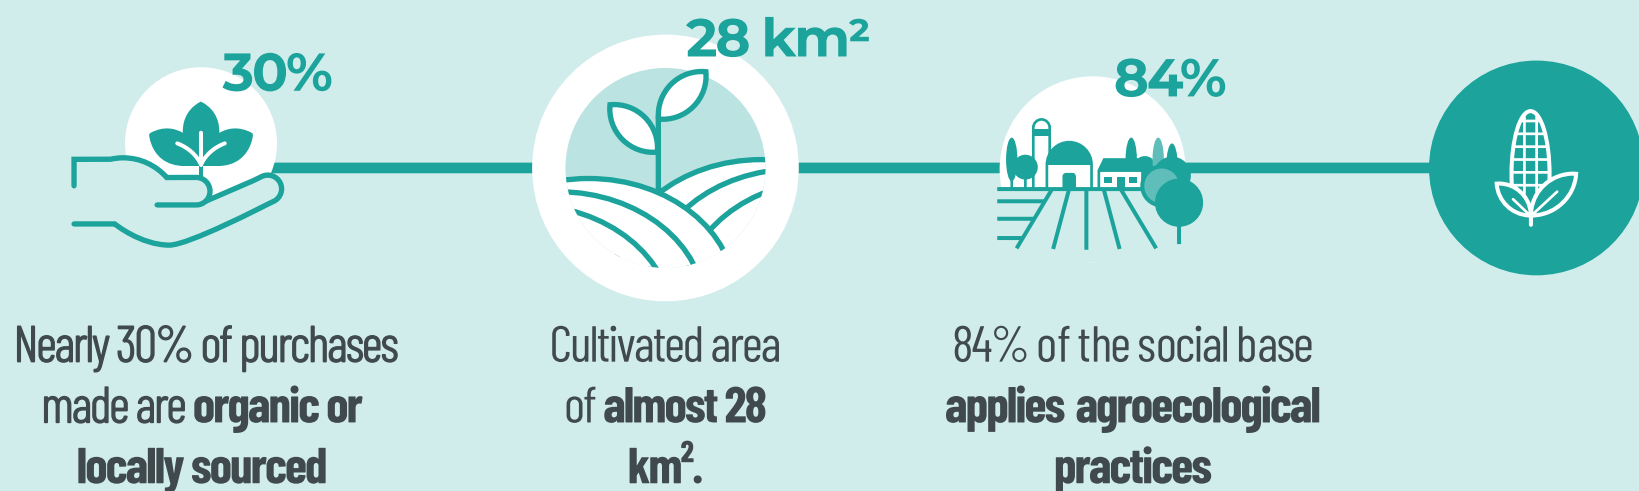 30%
28 km²
84%
Nearly 30% of purchases
made are organic or
locally sourced
Cultivated area
of almost 28
km².
84% of the social base
applies agroecological
practices